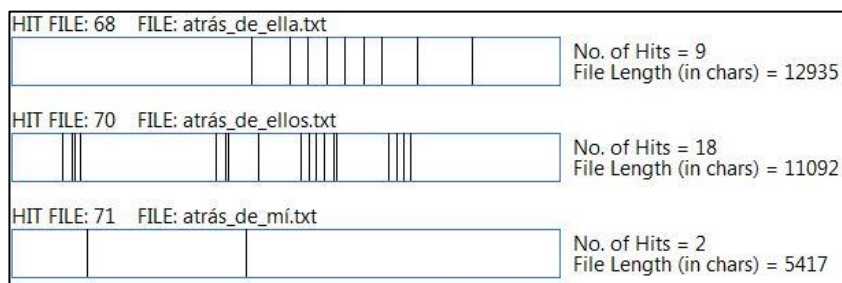 HIT FILE: 68 FILE: atrás_de_ella.txt
No. of Hits = 9
File Length (in chars) = 12935
HIT FILE: 70 FILE: atrás_de_ellos.txt
No. of Hits = 18
File Length (in chars) = 11092
HIT FILE: 71 FILE: atrás_de_mí.txt
No. of Hits = 2
File Length (in chars) = 5417